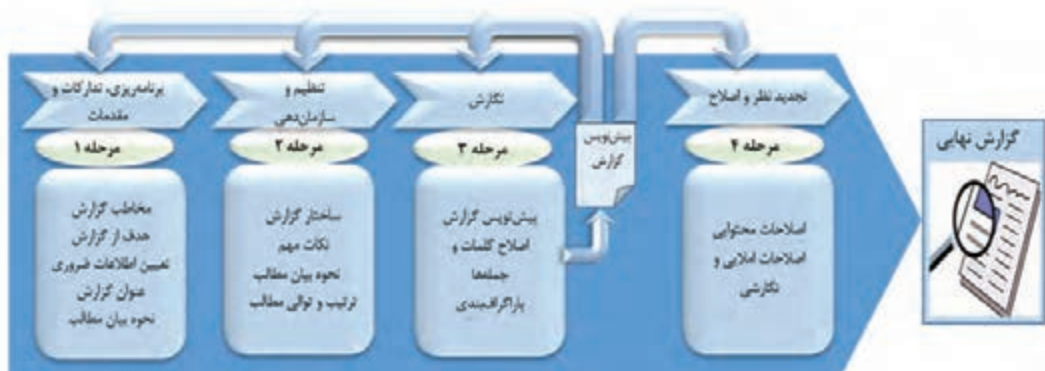 برنامه‌ریزی، تدارکات و
مقدمات
مرحله ۱
مخاطب گزارش
هدف از گزارش
تعیین اطلاعات ضروری
عنوان گزارش
نحوه بیان مطالب
تنظیم و
سازمان‌دهی
مرحله ۲
ساختار گزارش
نکات مهم
نحوه بیان مطالب
ترتیب و توالی مطالب
نگارش
مرحله ۳
پیش‌نویس گزارش
اصلاح کلمات و
جمله‌ها
پاراگراف‌بندی
پیش‌نویس
گزارش
تجدید نظر و اصلاح
مرحله ۴
اصلاحات محتوایی
اصلاحات املایی و
نگارشی
گزارش نهایی